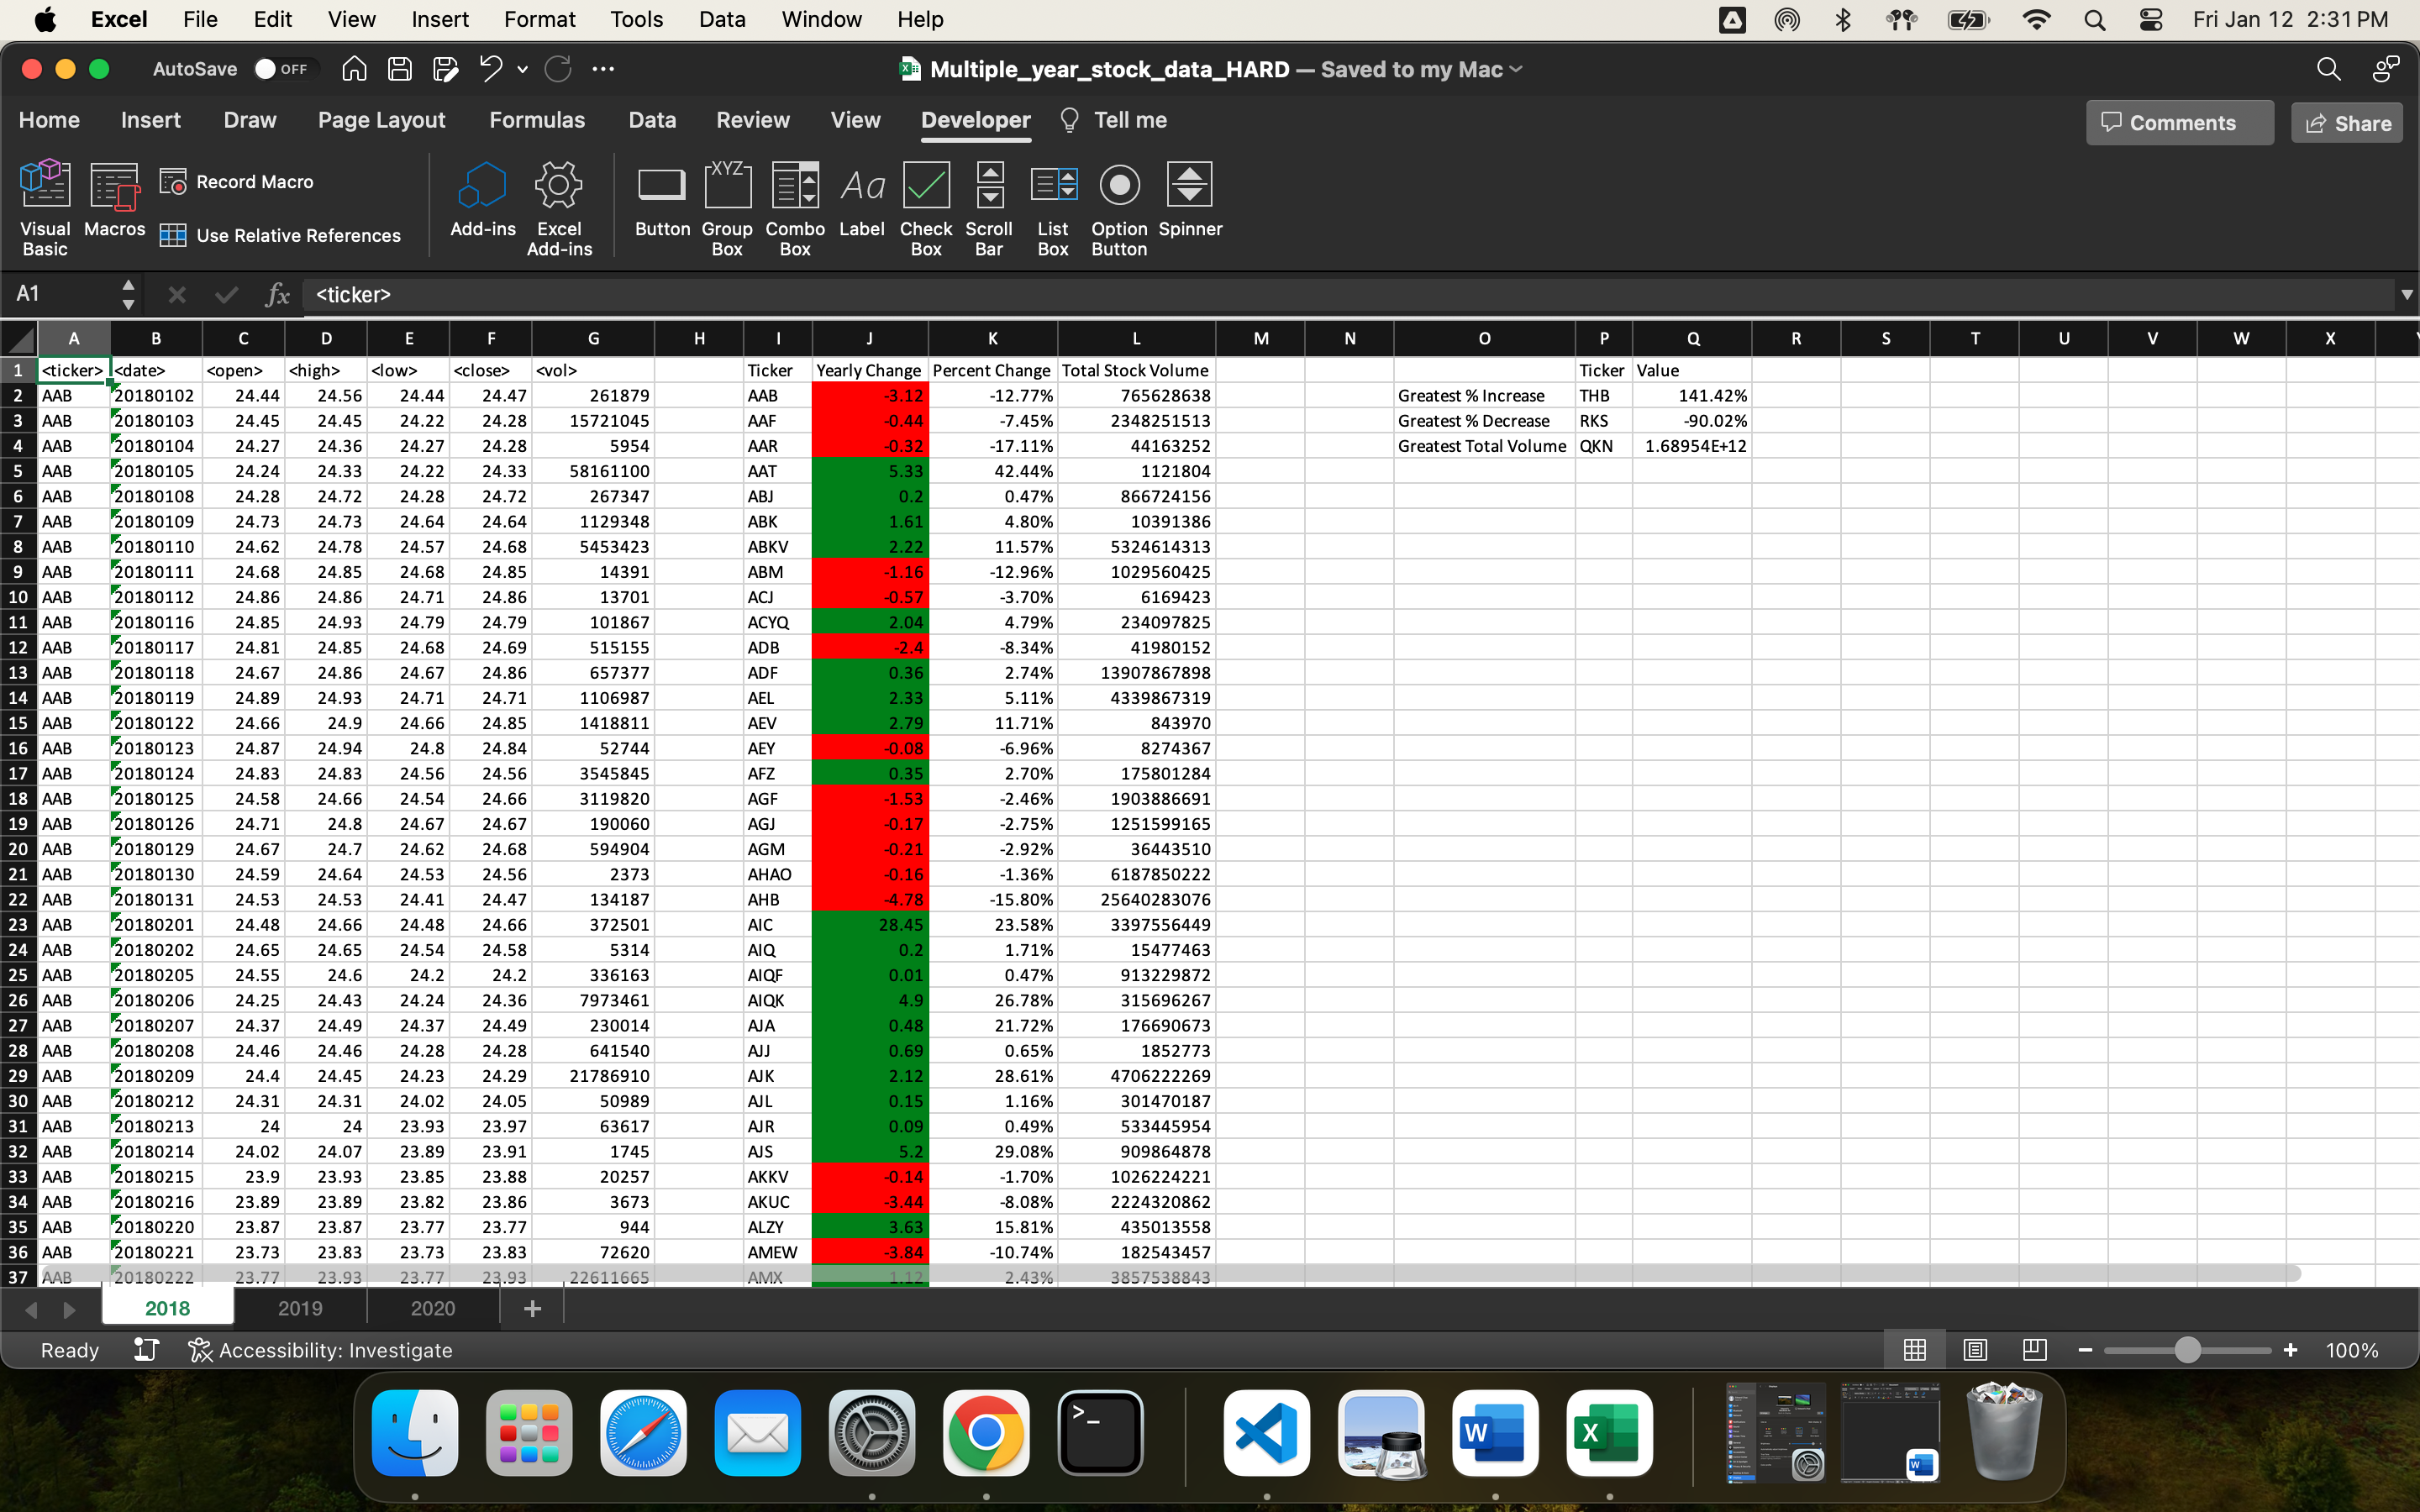 Excel File Edit View Insert Format Tools Data Window Help Fri Jan 12 2:31 PM
AutoSave OFF Multiple_year_stock_data_HARD — Saved to my Mac
Home Insert Draw Page Layout Formulas Data Review View Developer Tell me Comments Share
Visual Basic Macros Record Macro Use Relative References Add-ins Excel Add-ins XYZ Aa Button Group Box Combo Box Label Check Box Scroll Bar List Box Option Button Spinner
A1 fx <ticker>
A B C D E F G H I J K L M N O P Q R S T U V W X
1 <ticker> <date> <open> <high> <low> <close> <vol> Ticker Yearly Change Percent Change Total Stock Volume Ticker Value
2 AAB 20180102 24.44 24.56 24.44 24.47 261879 AAB -3.12 -12.77% 765628638 Greatest % Increase THB 141.42%
3 AAB 20180103 24.45 24.45 24.22 24.28 15721045 AAF -0.44 -7.45% 2348251513 Greatest % Decrease RKS -90.02%
4 AAB 20180104 24.27 24.36 24.27 24.28 5954 AAR -0.32 -17.11% 44163252 Greatest Total Volume QKN 1.68954E+12
5 AAB 20180105 24.24 24.33 24.22 24.33 58161100 AAT 5.33 42.44% 1121804
6 AAB 20180108 24.28 24.72 24.28 24.72 267347 ABJ 0.2 0.47% 866724156
7 AAB 20180109 24.73 24.73 24.64 24.64 1129348 ABK 1.61 4.80% 10391386
8 AAB 20180110 24.62 24.78 24.57 24.68 5453423 ABKV 2.22 11.57% 5324614313
9 AAB 20180111 24.68 24.85 24.68 24.85 14391 ABM -1.16 -12.96% 1029560425
10 AAB 20180112 24.86 24.86 24.71 24.86 13701 ACJ -0.57 -3.70% 6169423
11 AAB 20180116 24.85 24.93 24.79 24.79 101867 ACYQ 2.04 4.79% 234097825
12 AAB 20180117 24.81 24.85 24.68 24.69 515155 ADB -2.4 -8.34% 41980152
13 AAB 20180118 24.67 24.86 24.67 24.86 657377 ADF 0.36 2.74% 13907867898
14 AAB 20180119 24.89 24.93 24.71 24.71 1106987 AEL 2.33 5.11% 4339867319
15 AAB 20180122 24.66 24.9 24.66 24.85 1418811 AEV 2.79 11.71% 843970
16 AAB 20180123 24.87 24.94 24.8 24.84 52744 AEY -0.08 -6.96% 8274367
17 AAB 20180124 24.83 24.83 24.56 24.56 3545845 AFZ 0.35 2.70% 175801284
18 AAB 20180125 24.58 24.66 24.54 24.66 3119820 AGF -1.53 -2.46% 1903886691
19 AAB 20180126 24.71 24.8 24.67 24.67 190060 AGJ -0.17 -2.75% 1251599165
20 AAB 20180129 24.67 24.7 24.62 24.68 594904 AGM -0.21 -2.92% 36443510
21 AAB 20180130 24.59 24.64 24.53 24.56 2373 AHAO -0.16 -1.36% 6187850222
22 AAB 20180131 24.53 24.53 24.41 24.47 134187 AHB -4.78 -15.80% 25640283076
23 AAB 20180201 24.48 24.66 24.48 24.66 372501 AIC 28.45 23.58% 3397556449
24 AAB 20180202 24.65 24.65 24.54 24.58 5314 AIQ 0.2 1.71% 15477463
25 AAB 20180205 24.55 24.6 24.2 24.2 336163 AIQF 0.01 0.47% 913229872
26 AAB 20180206 24.25 24.43 24.24 24.36 7973461 AIQK 4.9 26.78% 315696267
27 AAB 20180207 24.37 24.49 24.37 24.49 230014 AJA 0.48 21.72% 176690673
28 AAB 20180208 24.46 24.46 24.28 24.28 641540 AJJ 0.69 0.65% 1852773
29 AAB 20180209 24.4 24.45 24.23 24.29 21786910 AJK 2.12 28.61% 4706222269
30 AAB 20180212 24.31 24.31 24.02 24.05 50989 AJL 0.15 1.16% 301470187
31 AAB 20180213 24 24 23.93 23.97 63617 AJR 0.09 0.49% 533445954
32 AAB 20180214 24.02 24.07 23.89 23.91 1745 AJS 5.2 29.08% 909864878
33 AAB 20180215 23.9 23.93 23.85 23.88 20257 AKKV -0.14 -1.70% 1026224221
34 AAB 20180216 23.89 23.89 23.82 23.86 3673 AKUC -3.44 -8.08% 2224320862
35 AAB 20180220 23.87 23.87 23.77 23.77 944 ALZY 3.63 15.81% 435013558
36 AAB 20180221 23.73 23.83 23.73 23.83 72620 AMEW -3.84 -10.74% 182543457
37 AAB 20180222 23.77 23.93 23.77 23.93 22611665 AMX 1.12 2.43% 3857538843
2018 2019 2020
Ready Accessibility: Investigate 100%